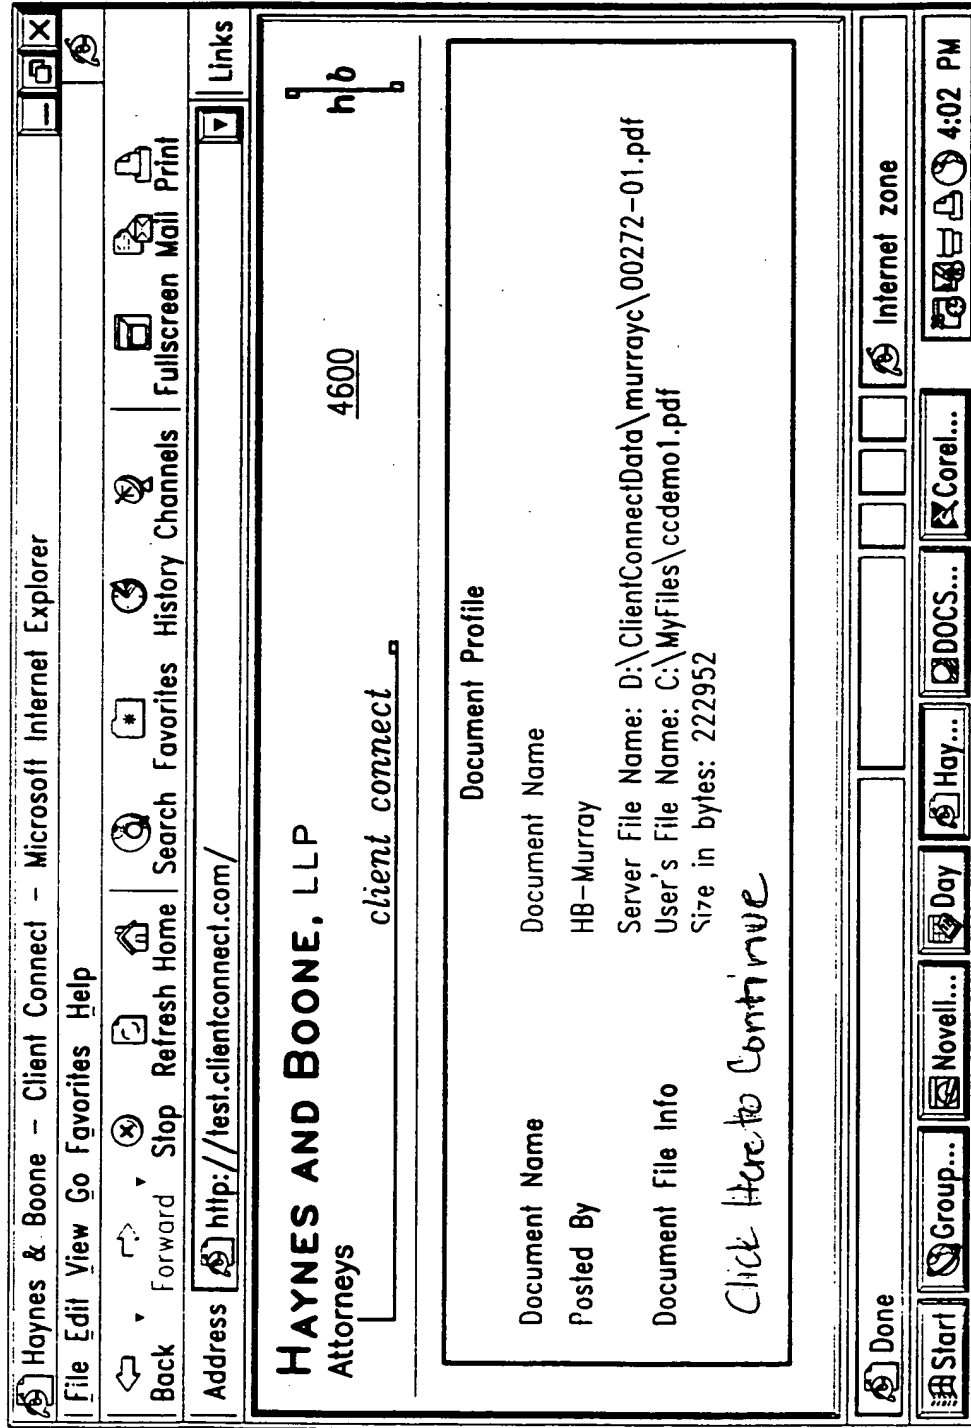 Haynes & Boone – Client Connect – Microsoft Internet Explorer
File Edit View Go Favorites Help
Back Forward Stop Refresh Home Search Favorites History Channels Fullscreen Mail Print
Address http://test.clientconnect.com/ Links
HAYNES AND BOONE, LLP
Attorneys
client connect
h b
4600
Document Profile
Document Name Document Name
Posted By HB-Murray
Document File Info Server File Name: D:\ClientConnectData\murrayc\00272-01.pdf
User's File Name: C:\MyFiles\ccdemo1.pdf
Size in bytes: 222952
Click Here to Continue
Done Internet zone
Start Group... Novell... Day Hay... DOCS... Corel... 4:02 PM